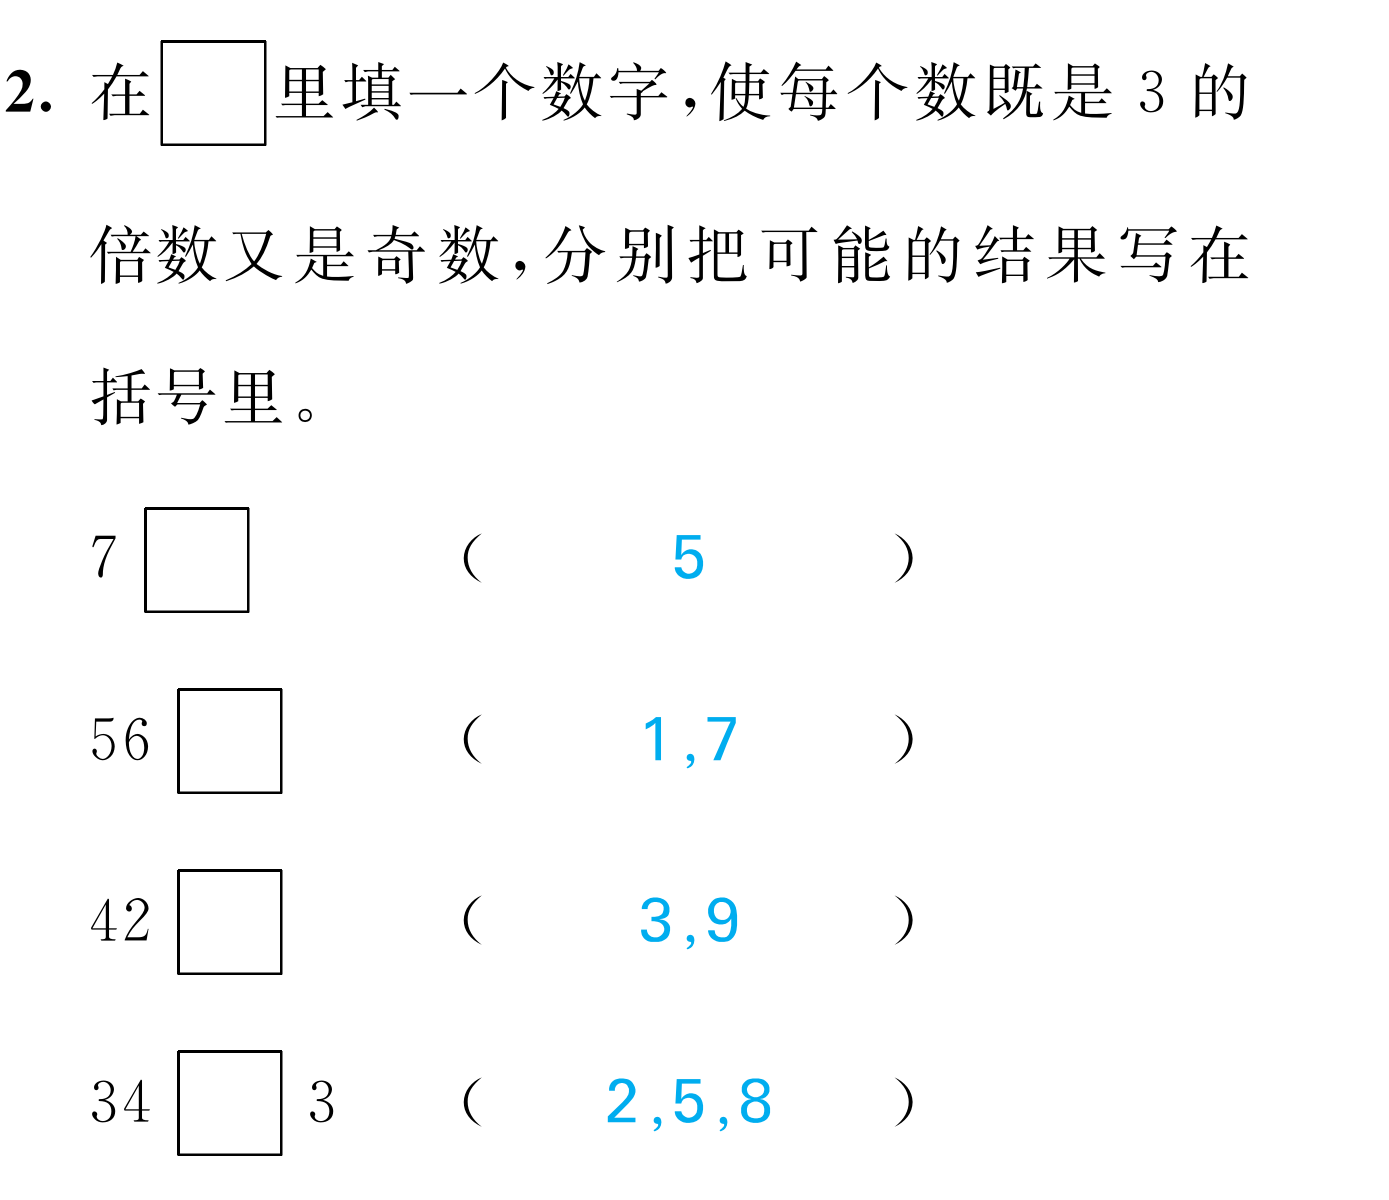 2. 在□里填一个数字,使每个数既是 3 的
倍数又是奇数,分别把可能的结果写在
括号里。
7□ ( 5 )
56□ ( 1,7 )
42□ ( 3,9 )
34□3 ( 2,5,8 )